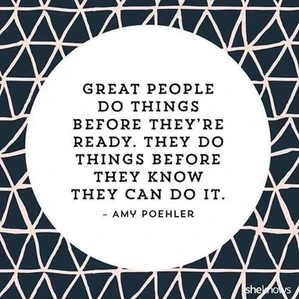 GREAT PEOPLE
DO THINGS
BEFORE THEY'RE
READY. THEY DO
THINGS BEFORE
THEY KNOW
THEY CAN DO IT.
- AMY POEHLER
sheknows